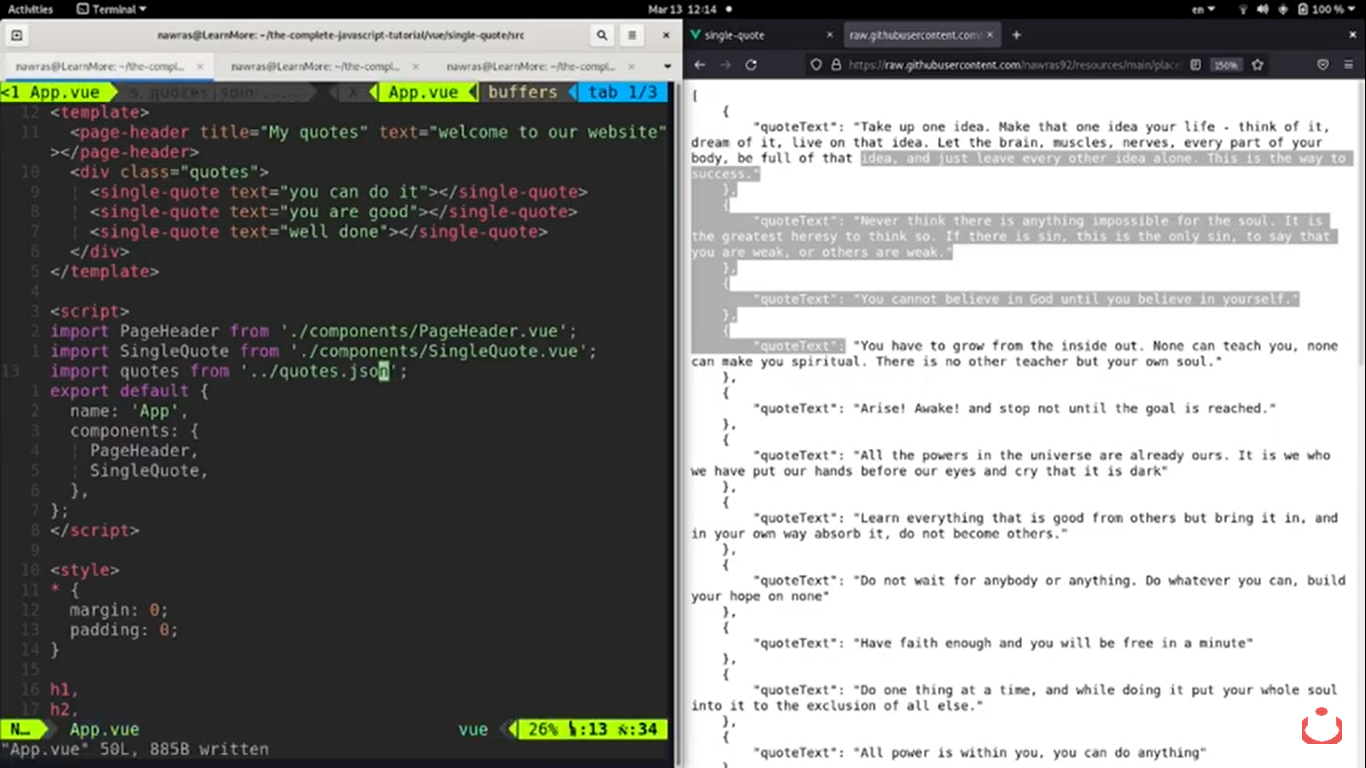 Activities Terminal Mar 13 12:14 en 100 %
nawras@LearnMore: ~/the-complete-javascript-tutorial/vue/single-quote/src
nawras@LearnMore: ~/the-compl... nawras@LearnMore: ~/the-compl... nawras@LearnMore: ~/the-compl...
<1 App.vue App.vue buffers tab 1/3
12 <template>
11 <page-header title="My quotes" text="welcome to our website"
></page-header>
10 <div class="quotes">
9 <single-quote text="you can do it"></single-quote>
8 <single-quote text="you are good"></single-quote>
7 <single-quote text="well done"></single-quote>
6 </div>
5 </template>
4
3 <script>
2 import PageHeader from './components/PageHeader.vue';
1 import SingleQuote from './components/SingleQuote.vue';
13 import quotes from '../quotes.json';
1 export default {
2 name: 'App',
3 components: {
4 PageHeader,
5 SingleQuote,
6 },
7 };
8 </script>
9
10 <style>
11 * {
12 margin: 0;
13 padding: 0;
14 }
15
16 h1,
17 h2,
N... App.vue vue 26% :13 :34
"App.vue" 50L, 885B written
single-quote raw.githubusercontent.com/
https://raw.githubusercontent.com/nawras92/resources/main/place 150%
[
{
"quoteText": "Take up one idea. Make that one idea your life - think of it,
dream of it, live on that idea. Let the brain, muscles, nerves, every part of your
body, be full of that idea, and just leave every other idea alone. This is the way to
success."
},
{
"quoteText": "Never think there is anything impossible for the soul. It is
the greatest heresy to think so. If there is sin, this is the only sin, to say that
you are weak, or others are weak."
},
{
"quoteText": "You cannot believe in God until you believe in yourself."
},
{
"quoteText": "You have to grow from the inside out. None can teach you, none
can make you spiritual. There is no other teacher but your own soul."
},
{
"quoteText": "Arise! Awake! and stop not until the goal is reached."
},
{
"quoteText": "All the powers in the universe are already ours. It is we who
we have put our hands before our eyes and cry that it is dark"
},
{
"quoteText": "Learn everything that is good from others but bring it in, and
in your own way absorb it, do not become others."
},
{
"quoteText": "Do not wait for anybody or anything. Do whatever you can, build
your hope on none"
},
{
"quoteText": "Have faith enough and you will be free in a minute"
},
{
"quoteText": "Do one thing at a time, and while doing it put your whole soul
into it to the exclusion of all else."
},
{
"quoteText": "All power is within you, you can do anything"
},